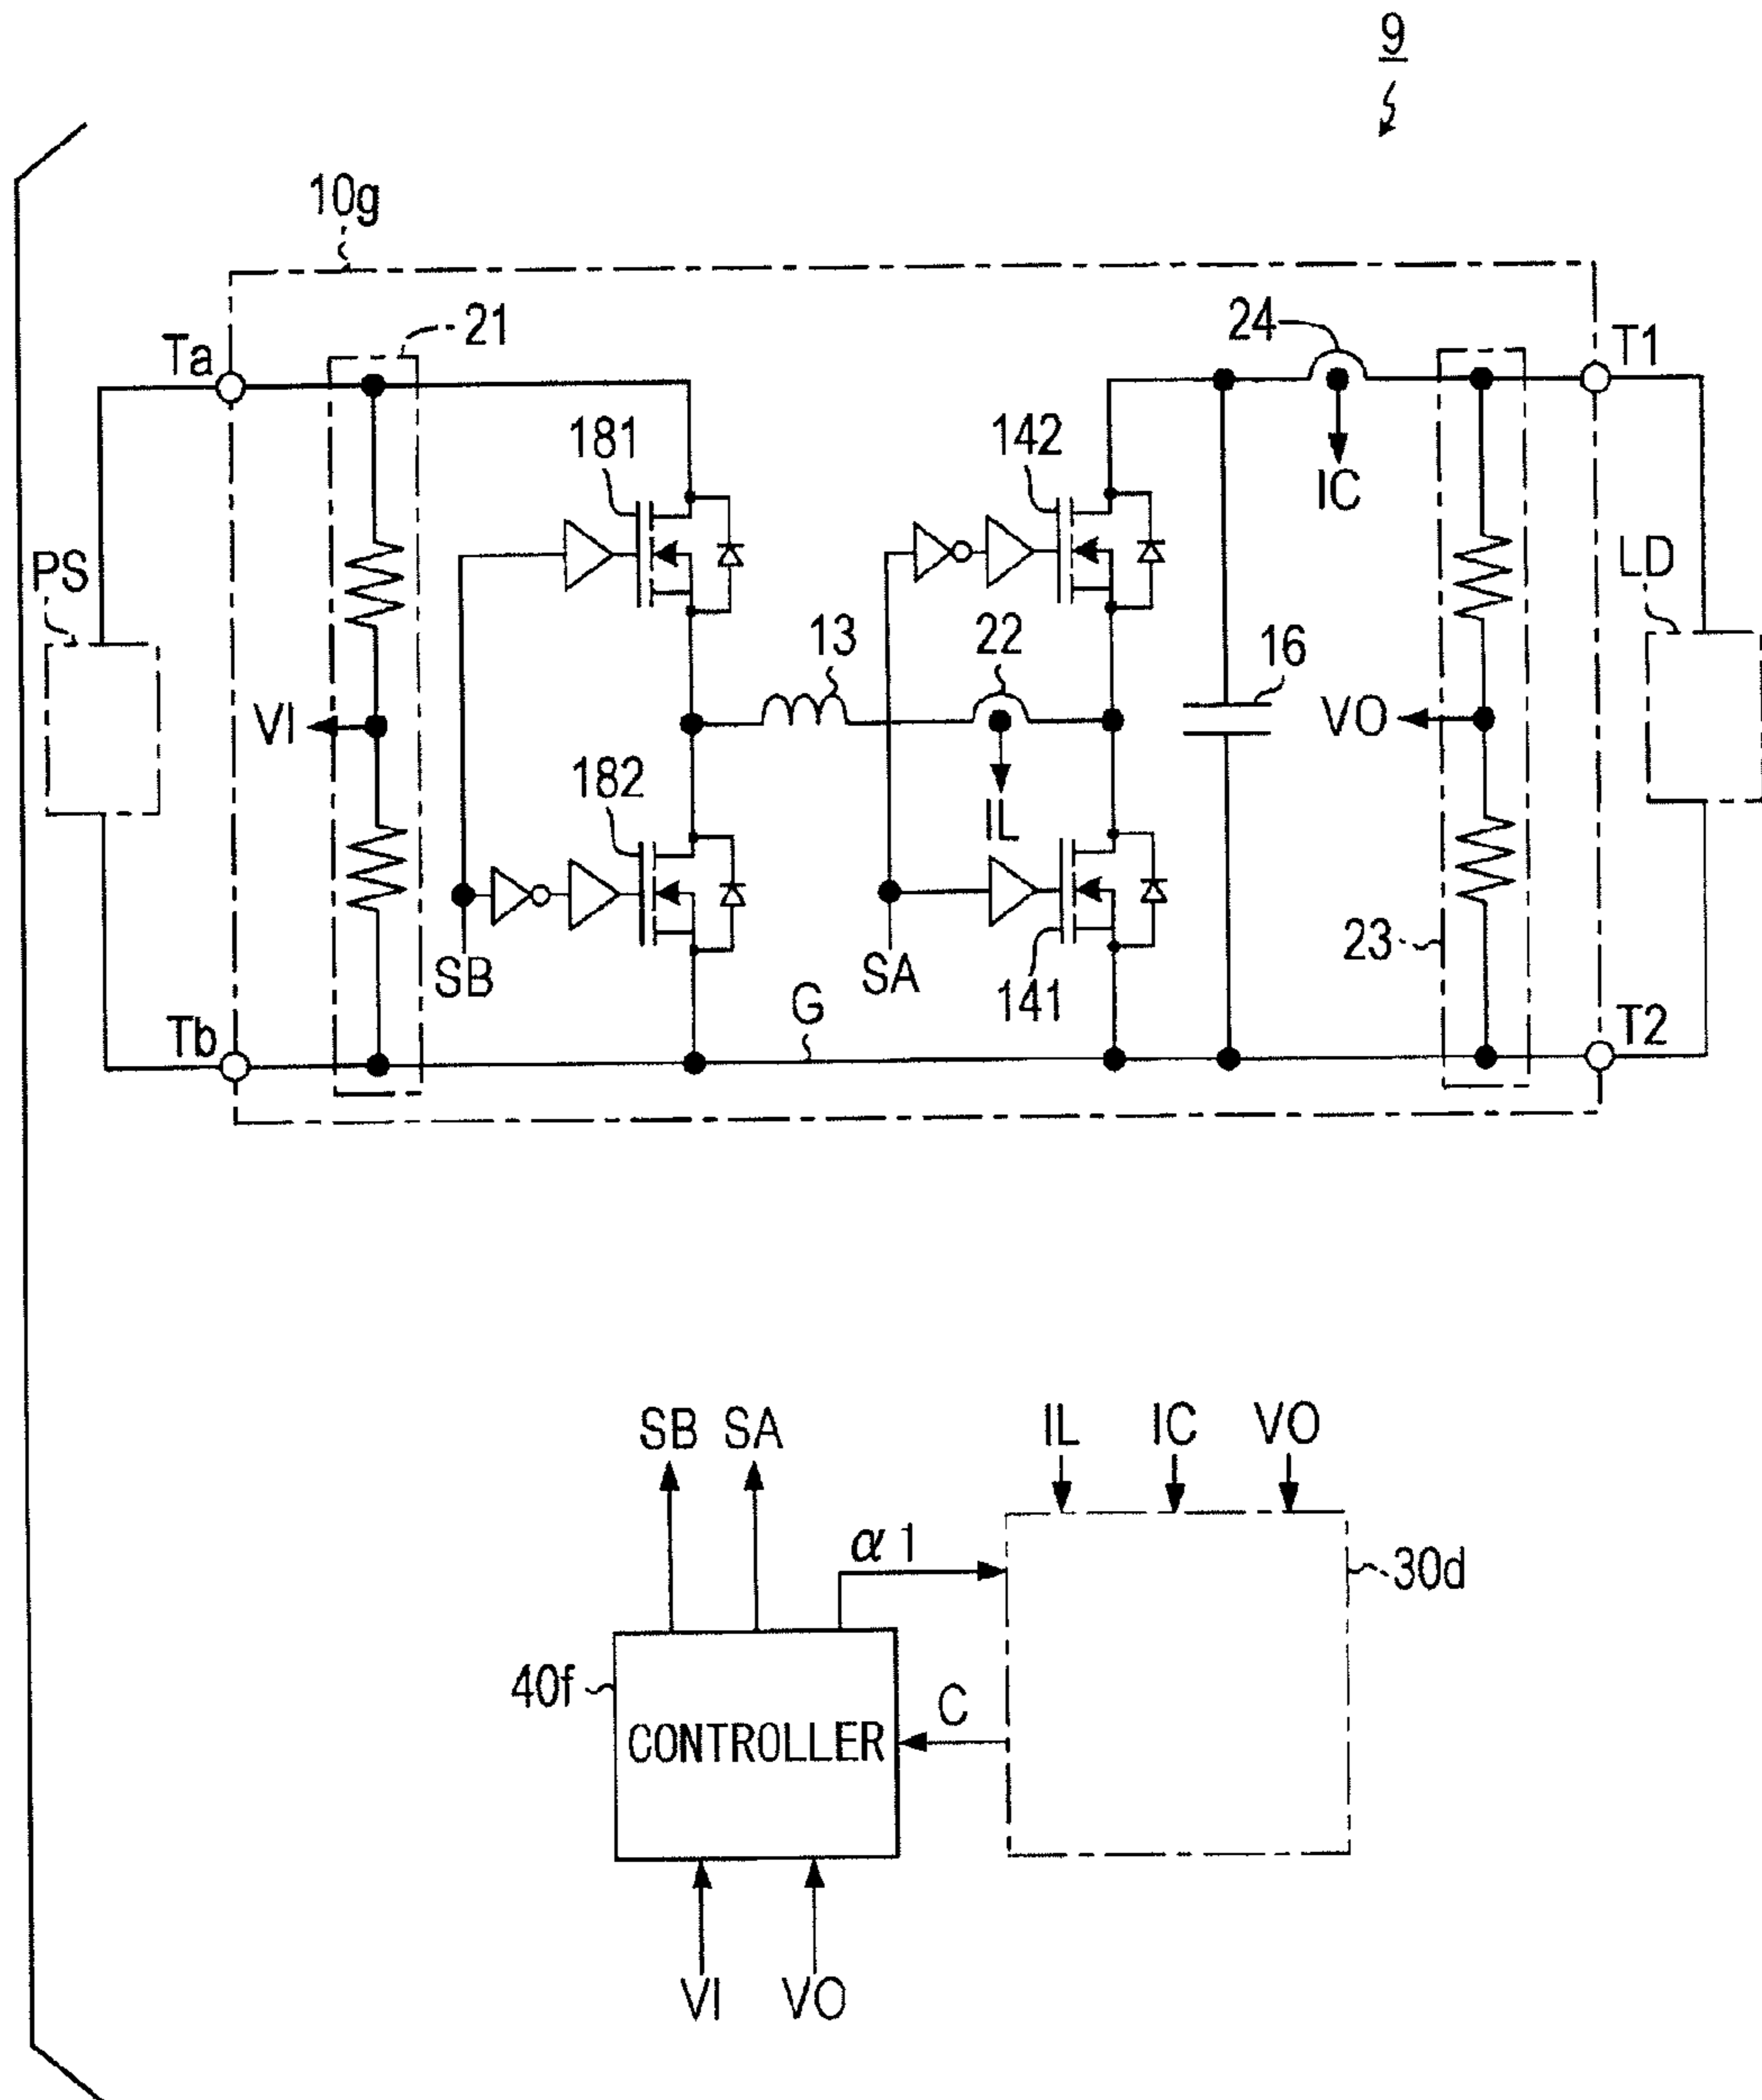 9
10g
21
24
Ta
T1
181
142
IC
PS
LD
13
22
16
VI
VO
182
IL
23
SB
SA
141
G
Tb
T2
SB SA
IL IC VO
α1
30d
40f
C
CONTROLLER
VI VO